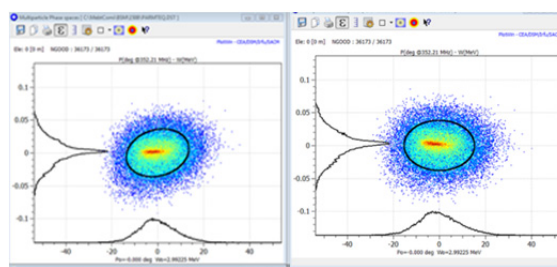 Multiparticle Phase spaces
Ele: 0 [0 m] NGOOD : 36173 / 36173
P(deg @352.21 MHz) - W(MeV)
0.1
0.05
0
-0.05
-0.1
-40 -20 0 20 40
Po=-0.000 deg Wo=2.99225 MeV
Ele: 0 [0 m] NGOOD : 36173 / 36173
P(deg @352.21 MHz) - W(MeV)
0.1
0.05
0
-0.05
-0.1
-40 -20 0 20 40
Po=-0.000 deg Wo=2.99225 MeV